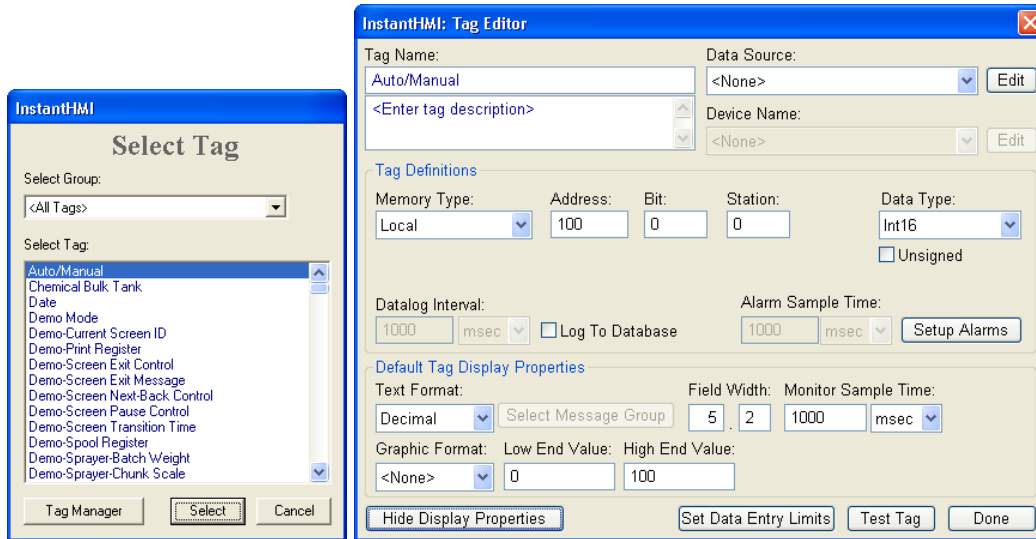 InstantHMI
Select Tag
Select Group:
<All Tags>
Select Tag:
Auto/Manual
Chemical Bulk Tank
Date
Demo Mode
Demo-Current Screen ID
Demo-Print Register
Demo-Screen Exit Control
Demo-Screen Exit Message
Demo-Screen Next-Back Control
Demo-Screen Pause Control
Demo-Screen Transition Time
Demo-Spool Register
Demo-Sprayer-Batch Weight
Demo-Sprayer-Chunk Scale
Tag Manager Select Cancel
InstantHMI: Tag Editor
Tag Name: Data Source:
Auto/Manual <None> Edit
<Enter tag description>
Device Name:
<None> Edit
Tag Definitions
Memory Type: Address: Bit: Station: Data Type:
Local 100 0 0 Int16
Unsigned
Datalog Interval: Alarm Sample Time:
1000 msec Log To Database 1000 msec Setup Alarms
Default Tag Display Properties
Text Format: Field Width: Monitor Sample Time:
Decimal Select Message Group 5 . 2 1000 msec
Graphic Format: Low End Value: High End Value:
<None> 0 100
Hide Display Properties Set Data Entry Limits Test Tag Done